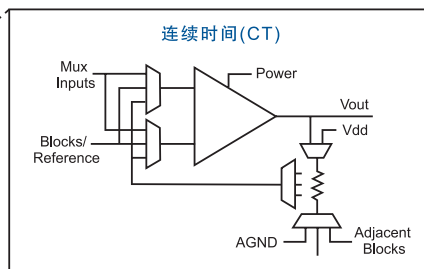 连续时间(CT)
Mux
Inputs
Power
Vout
Vdd
Blocks/
Reference
AGND
Adjacent
Blocks